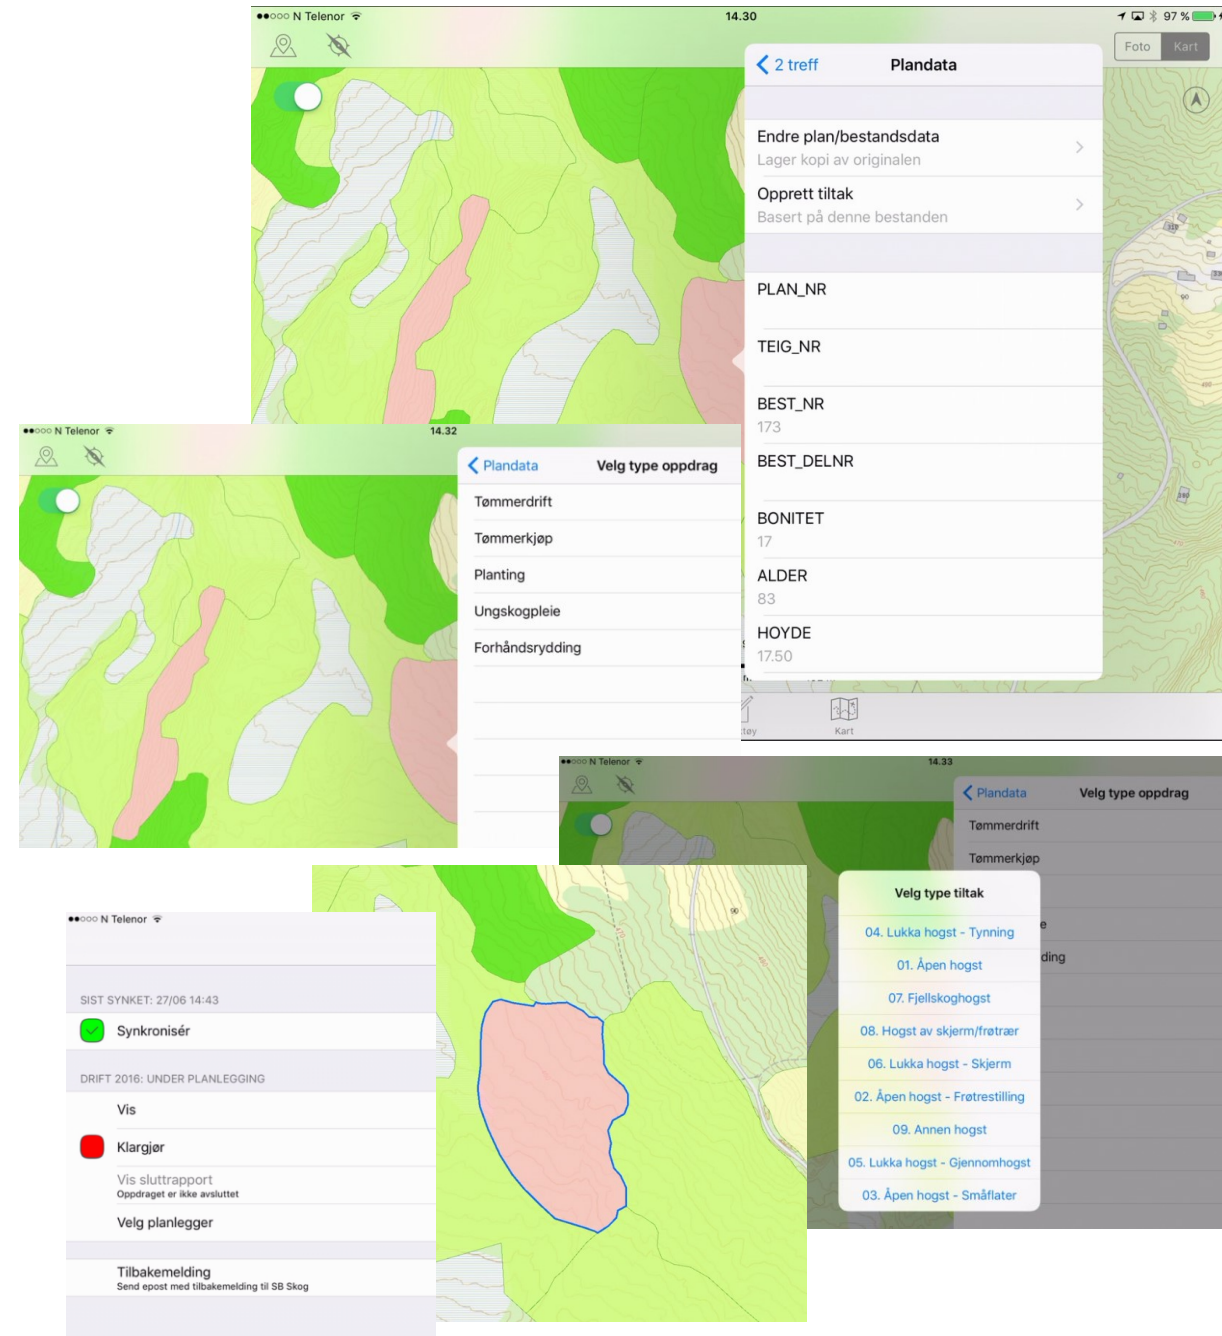 N Telenor
14.30
97 %
Foto
Kart
2 treff
Plandata
Endre plan/bestandsdata
Lager kopi av originalen
Opprett tiltak
Basert på denne bestanden
PLAN_NR
TEIG_NR
BEST_NR
173
BEST_DELNR
BONITET
17
ALDER
83
HOYDE
17.50
Kart
N Telenor
14.32
Plandata
Velg type oppdrag
Tømmerdrift
Tømmerkjøp
Planting
Ungskogpleie
Forhåndsrydding
N Telenor
14.33
Plandata
Velg type oppdrag
Tømmerdrift
Tømmerkjøp
e
ding
Velg type tiltak
04. Lukka hogst - Tynning
01. Åpen hogst
07. Fjellskoghogst
08. Hogst av skjerm/frøtrær
06. Lukka hogst - Skjerm
02. Åpen hogst - Frøtrestilling
09. Annen hogst
05. Lukka hogst - Gjennomhogst
03. Åpen hogst - Småflater
90
N Telenor
SIST SYNKET: 27/06 14:43
Synkronisér
DRIFT 2016: UNDER PLANLEGGING
Vis
Klargjør
Vis sluttrapport
Oppdraget er ikke avsluttet
Velg planlegger
Tilbakemelding
Send epost med tilbakemelding til SB Skog